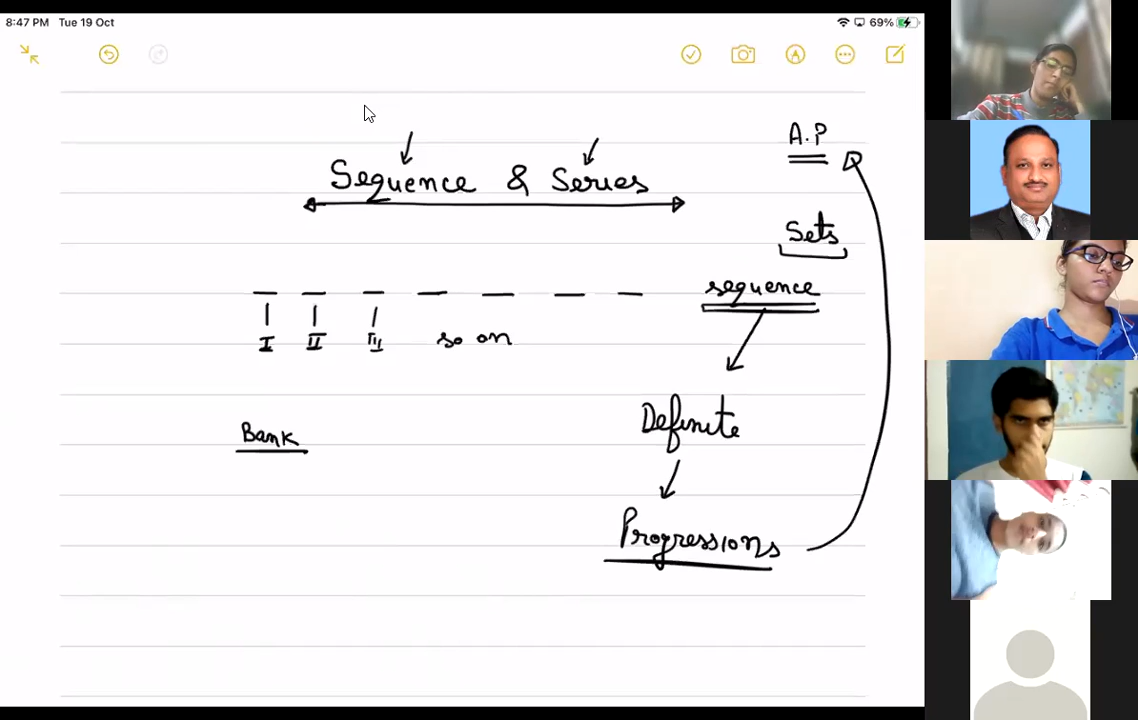 8:47 PM Tue 19 Oct 69%
A.P
Sequence & Series
Sets
sequence
I II III so on
Definite
Bank
Progressions